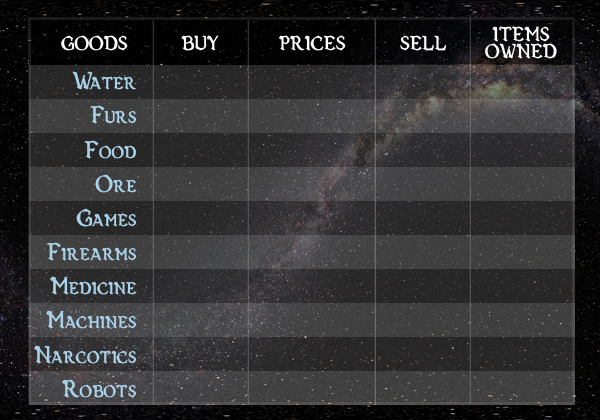 GOODS BUY PRICES SELL ITEMS OWNED
Water
Furs
Food
Ore
Games
Firearms
Medicine
Machines
Narcotics
Robots